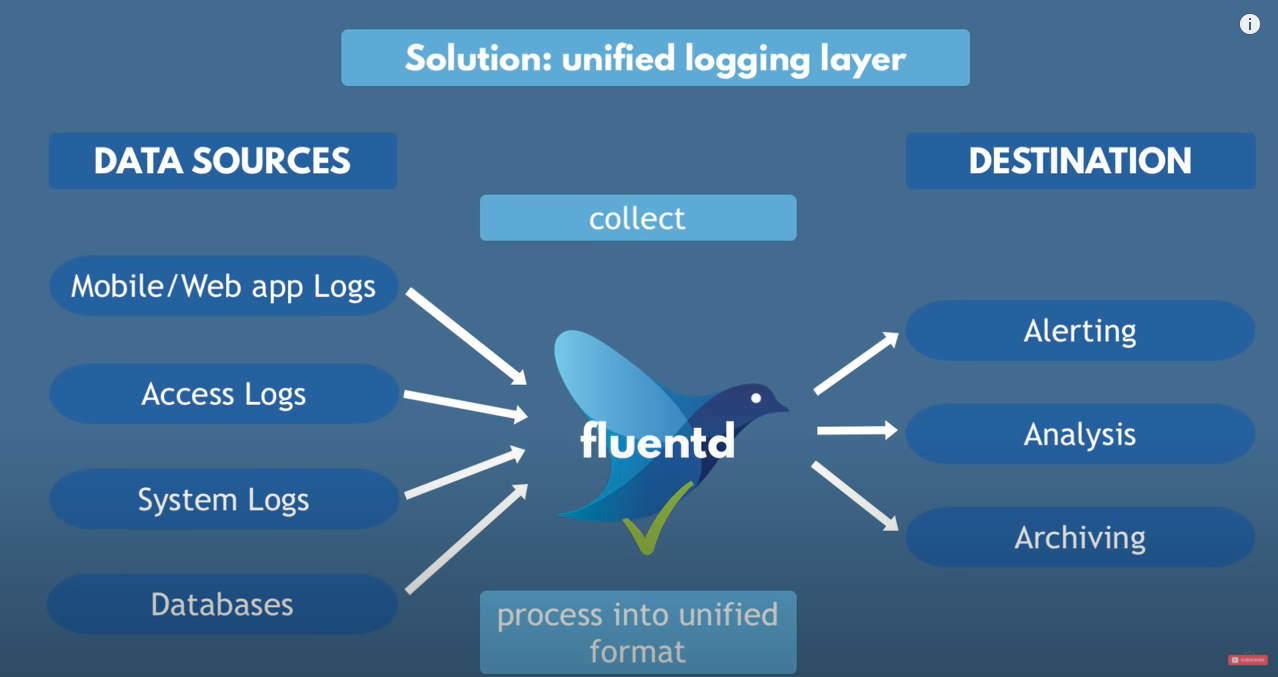 Solution: unified logging layer
DATA SOURCES
DESTINATION
collect
Mobile/Web app Logs
Access Logs
System Logs
Databases
fluentd
Alerting
Analysis
Archiving
process into unified
format
i
SUBSCRIBE